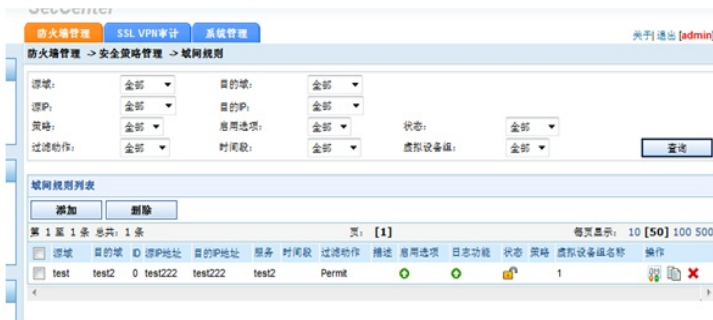 SecCenter
防火墙管理 SSL VPN审计 系统管理 关于| 退出 [admin]
防火墙管理 -> 安全策略管理 -> 域间规则
源域: 全部 目的域: 全部
源IP: 全部 目的IP: 全部
策略: 全部 启用选项: 全部 状态: 全部
过滤动作: 全部 时间段: 全部 虚拟设备组: 全部 查询
域间规则列表
添加 删除
第 1 至 1 条 总共: 1 条 页: [1] 每页显示: 10 [50] 100 500
源域 目的域 ID 源IP地址 目的IP地址 服务 时间段 过滤动作 描述 启用选项 日志功能 状态 策略 虚拟设备组名称 操作
test test2 0 test222 test222 test2 Permit 1